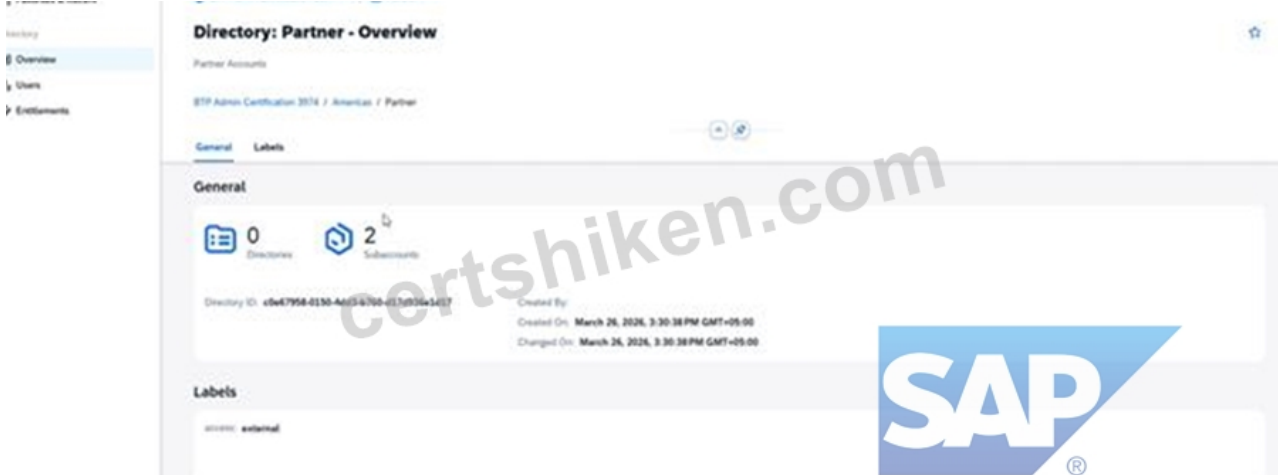 Directory: Partner - Overview
Overview
Partner Accounts
Users
BTP Admin Certification 3974 / Americas / Partner
Entitlements
General Labels
General
0
Directories
2
Subaccounts
Directory ID:
Created By:
Created On: March 26, 2026, 3:30:38 PM GMT+05:00
Changed On: March 26, 2026, 3:30:38 PM GMT+05:00
Labels
access: external
certshiken.com
SAP
®